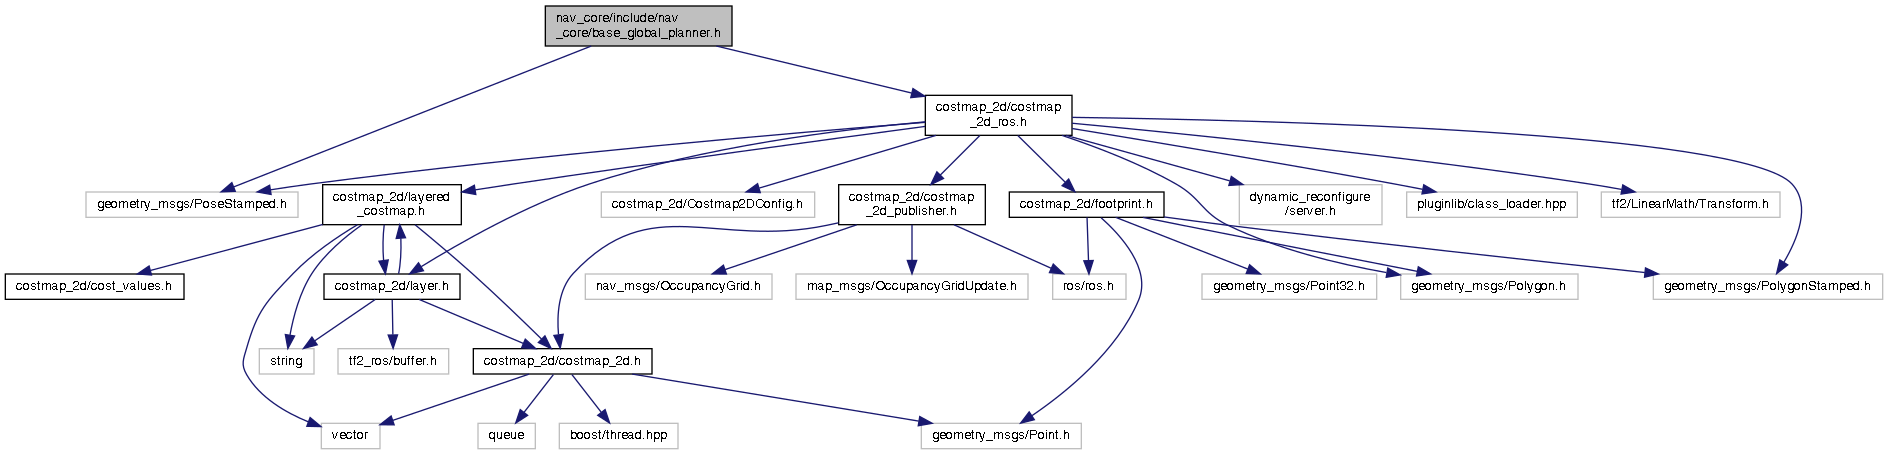 nav_core/include/nav
_core/base_global_planner.h
costmap_2d/costmap
_2d_ros.h
geometry_msgs/PoseStamped.h
costmap_2d/layered
_costmap.h
costmap_2d/Costmap2DConfig.h
costmap_2d/costmap
_2d_publisher.h
costmap_2d/footprint.h
dynamic_reconfigure
/server.h
pluginlib/class_loader.hpp
tf2/LinearMath/Transform.h
costmap_2d/cost_values.h
costmap_2d/layer.h
nav_msgs/OccupancyGrid.h
map_msgs/OccupancyGridUpdate.h
ros/ros.h
geometry_msgs/Point32.h
geometry_msgs/Polygon.h
geometry_msgs/PolygonStamped.h
string
tf2_ros/buffer.h
costmap_2d/costmap_2d.h
vector
queue
boost/thread.hpp
geometry_msgs/Point.h